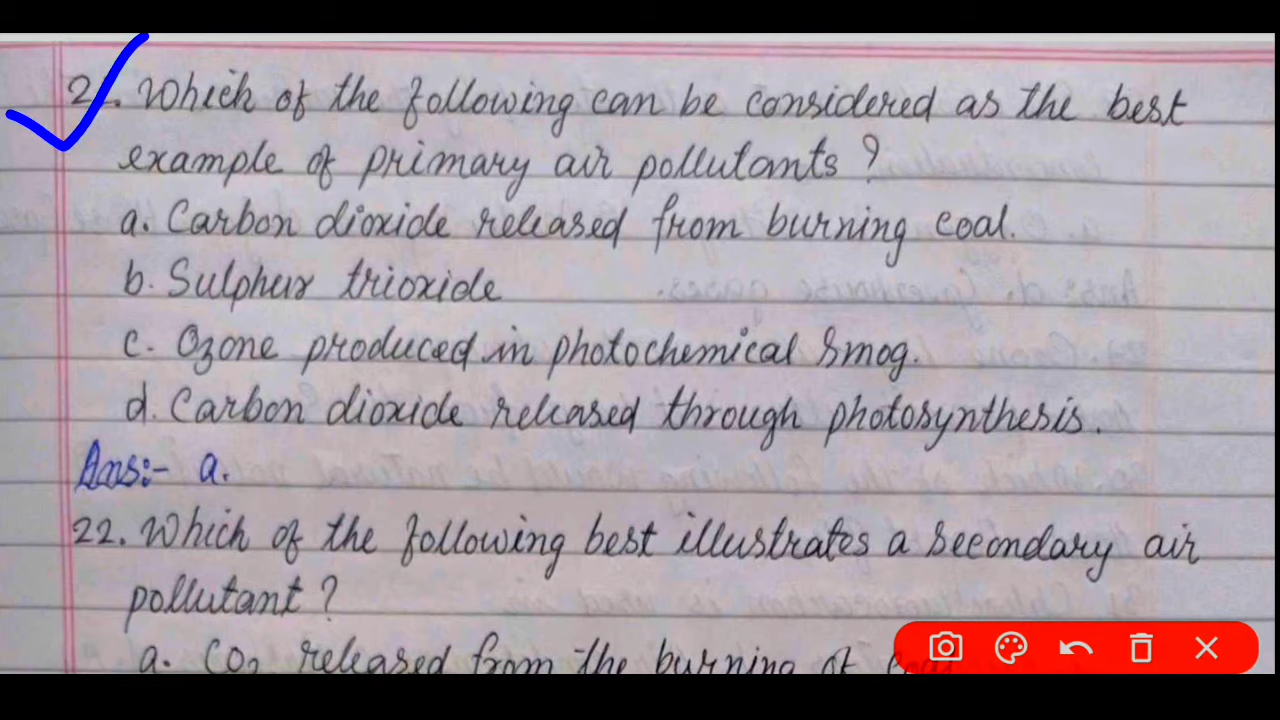 2. Which of the following can be considered as the best
example of primary air pollutants ?
a. Carbon dioxide released from burning coal.
b. Sulphur trioxide
c. Ozone produced in photochemical smog.
d. Carbon dioxide released through photosynthesis.
Ans:- a.
22. Which of the following best illustrates a secondary air
pollutant ?
a. CO2 released from the burning of